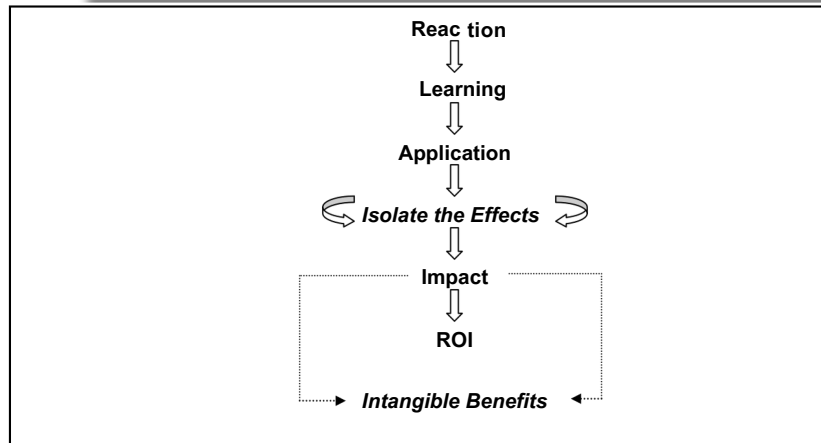 Reac tion
Learning
Application
Isolate the Effects
Impact
ROI
Intangible Benefits